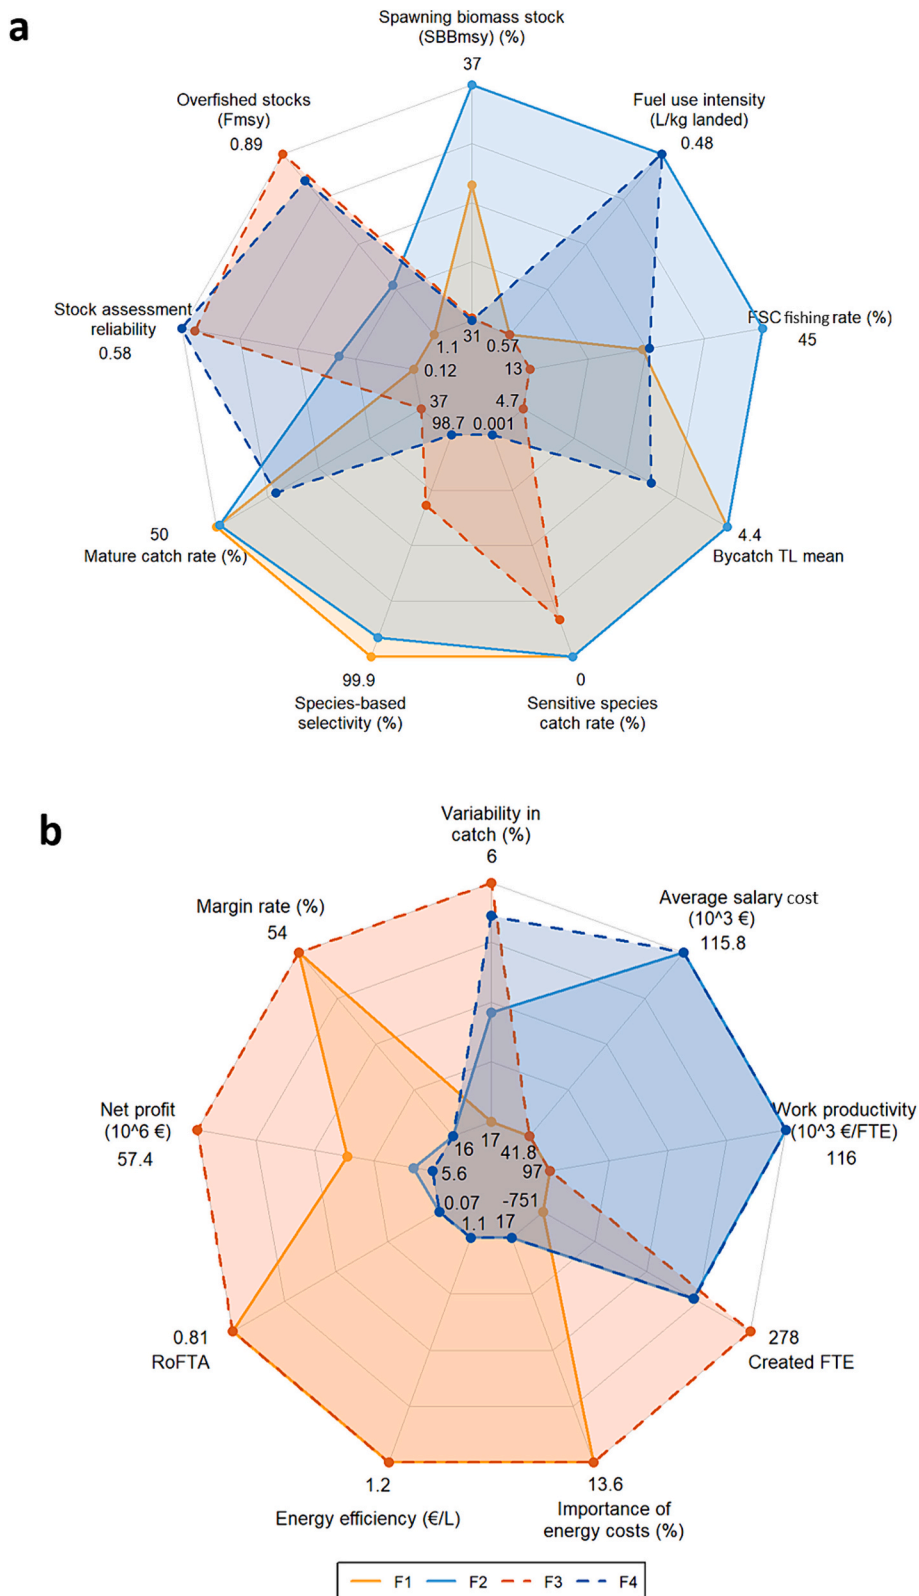 a
Spawning biomass stock
(SBBmsy) (%)
37
Overfished stocks
(Fmsy)
0.89
Fuel use intensity
(L/kg landed)
0.48
Stock assessment
reliability
0.58
FSC fishing rate (%)
45
31
1.1
0.57
0.12
13
37
4.7
98.7
0.001
50
Mature catch rate (%)
4.4
Bycatch TL mean
99.9
Species-based
selectivity (%)
0
Sensitive species
catch rate (%)
b
Variability in
catch (%)
6
Margin rate (%)
54
Average salary cost
(10^3 €)
115.8
Net profit
(10^6 €)
57.4
Work productivity
(10^3 €/FTE)
116
17
16
41.8
5.6
97
0.07
-751
1.1
17
0.81
RoFTA
278
Created FTE
1.2
Energy efficiency (€/L)
13.6
Importance of
energy costs (%)
F1 F2 F3 F4